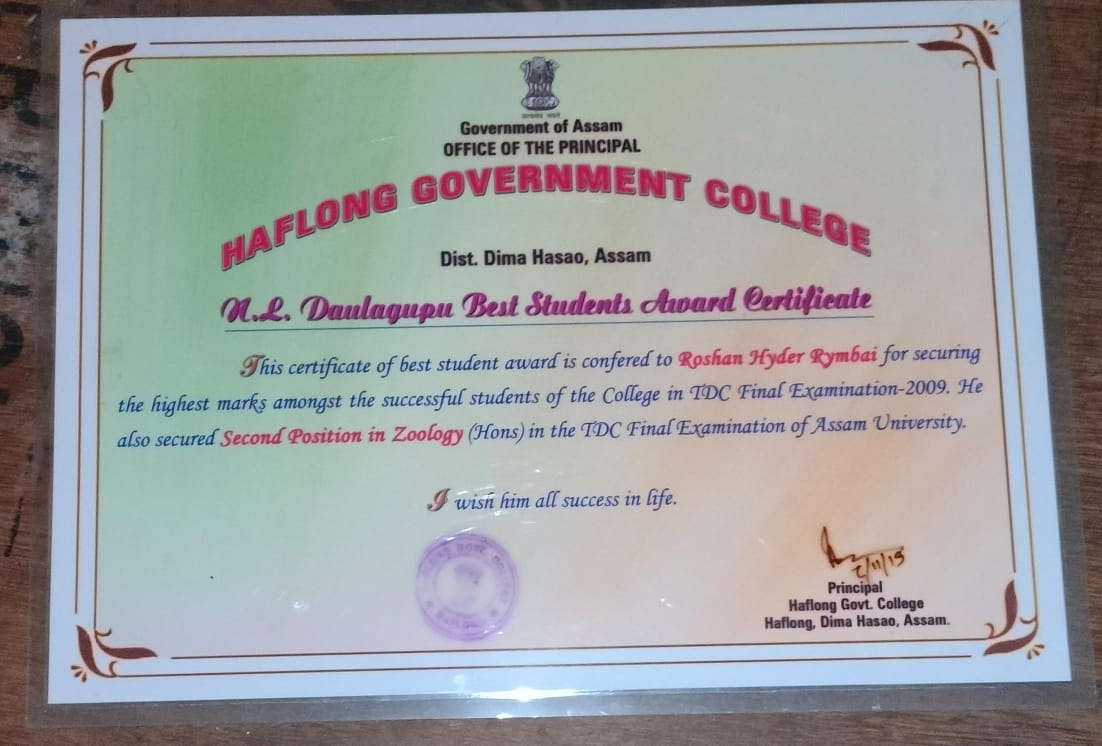 Government of Assam
OFFICE OF THE PRINCIPAL
HAFLONG GOVERNMENT COLLEGE
Dist. Dima Hasao, Assam
N.L. Daulagupu Best Students Award Certificate
This certificate of best student award is confered to Roshan Hyder Rymbai for securing
the highest marks amongst the successful students of the College in TDC Final Examination-2009. He
also secured Second Position in Zoology (Hons) in the TDC Final Examination of Assam University.
I wish him all success in life.
Principal
Haflong Govt. College
Haflong, Dima Hasao, Assam.